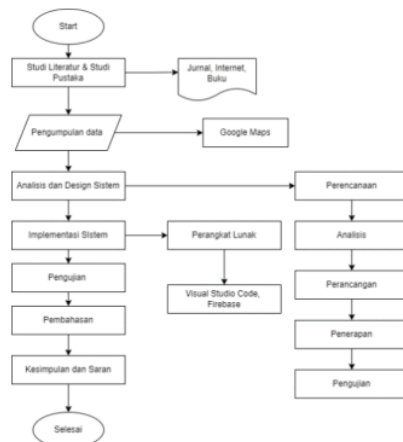 Start
Studi Literatur & Studi
Pustaka
Jurnal, Internet,
Buku
Pengumpulan data
Google Maps
Analisis dan Design Sistem
Perencanaan
Implementasi SIstem
Perangkat Lunak
Analisis
Pengujian
Visual Studio Code,
Firebase
Perancangan
Pembahasan
Penerapan
Kesimpulan dan Saran
Pengujian
Selesai